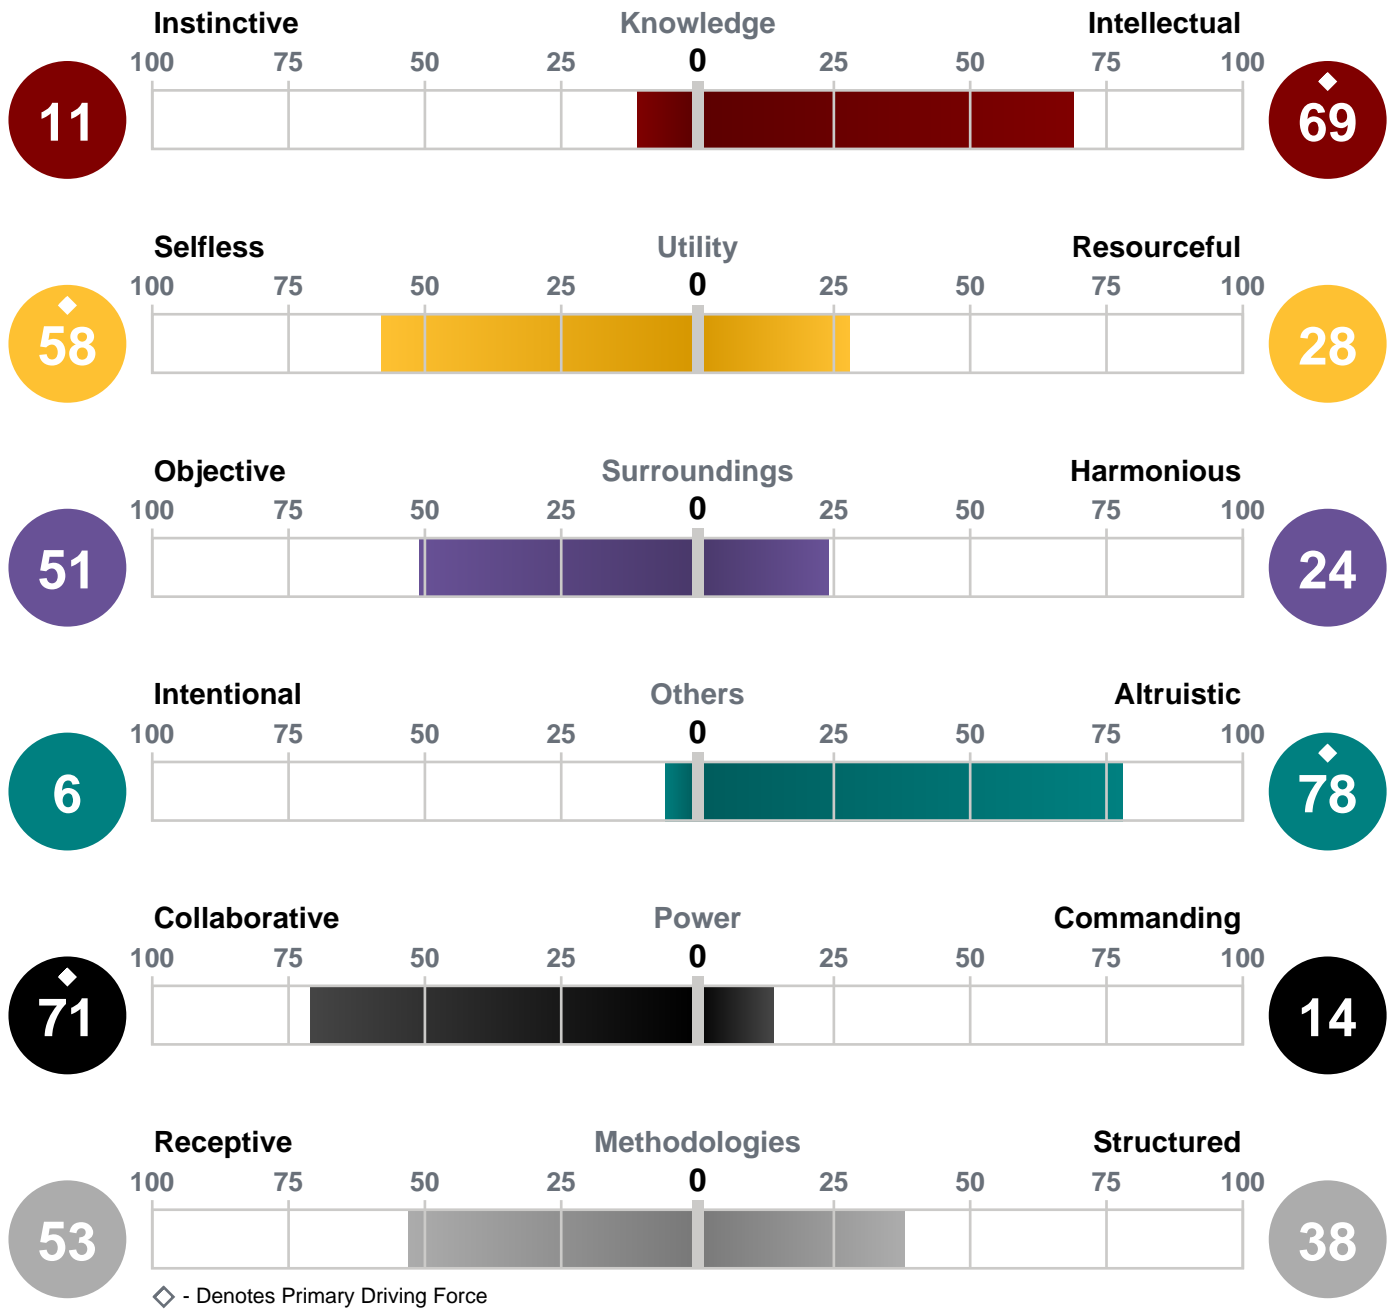 Instinctive Knowledge Intellectual
100 75 50 25 0 25 50 75 100
11 69
Selfless Utility Resourceful
100 75 50 25 0 25 50 75 100
58 28
Objective Surroundings Harmonious
100 75 50 25 0 25 50 75 100
51 24
Intentional Others Altruistic
100 75 50 25 0 25 50 75 100
6 78
Collaborative Power Commanding
100 75 50 25 0 25 50 75 100
71 14
Receptive Methodologies Structured
100 75 50 25 0 25 50 75 100
53 38
- Denotes Primary Driving Force